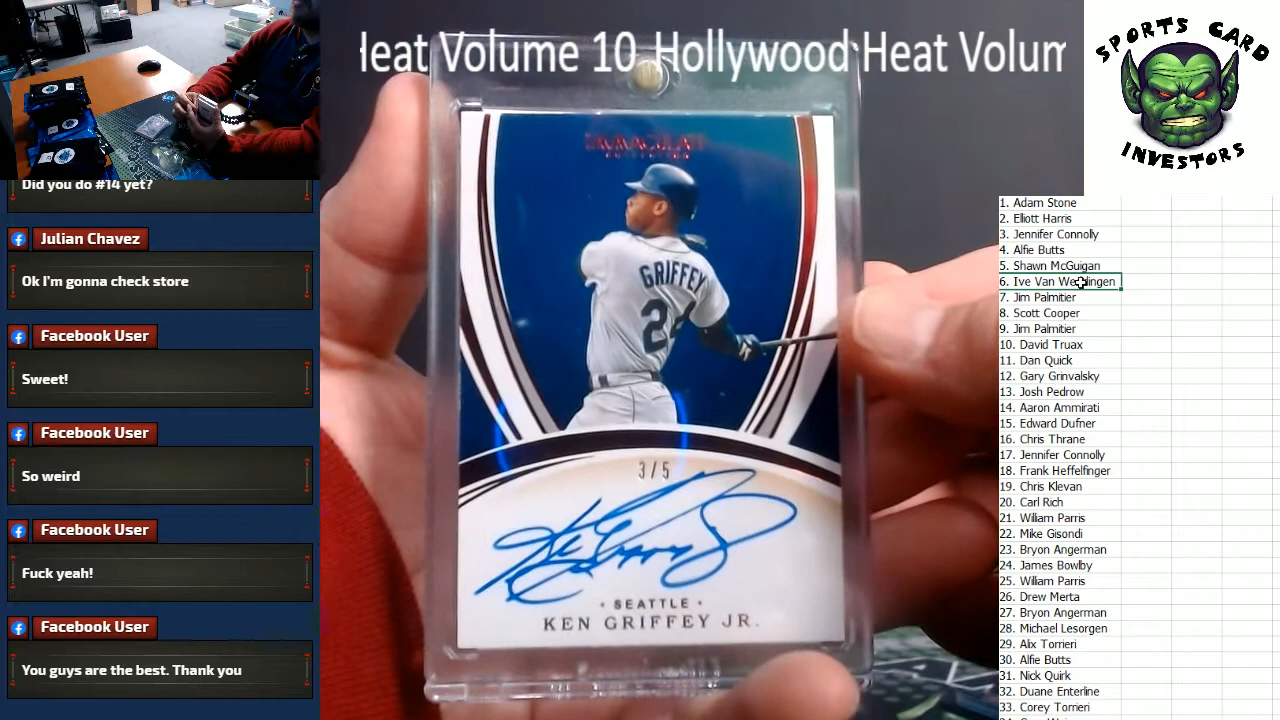 Heat Volume 10 Hollywood Heat Volum
SPORTS CARD
INVESTORS
Did you do #14 yet?
Julian Chavez
Ok I'm gonna check store
Facebook User
Sweet!
Facebook User
So weird
Facebook User
Fuck yeah!
Facebook User
You guys are the best. Thank you
IMMACULATE
COLLECTION
GRIFFEY
24
3/5
• SEATTLE •
KEN GRIFFEY JR.
1. Adam Stone
2. Elliott Harris
3. Jennifer Connolly
4. Alfie Butts
5. Shawn McGuigan
6. Ive Van
7. Jim Palmitier
8. Scott Cooper
9. Jim Palmitier
10. David Truax
11. Dan Quick
12. Gary Grinvalsky
13. Josh Pedrow
14. Aaron Ammirati
15. Edward Dufner
16. Chris Thrane
17. Jennifer Connolly
18. Frank Heffelfinger
19. Chris Klevan
20. Carl Rich
21. William Parris
22. Mike Gisondi
23. Bryon Angerman
24. James Bowlby
25. William Parris
26. Drew Merta
27. Bryon Angerman
28. Michael Lesorgen
29. Alix Torrieri
30. Alfie Butts
31. Nick Quirk
32. Duane Enterline
33. Corey Torrieri